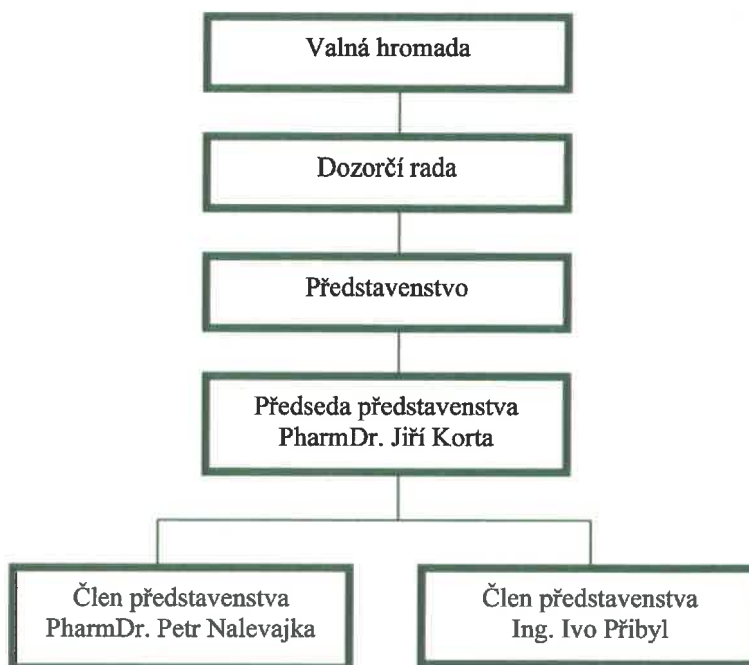 Valná hromada
Dozorčí rada
Představenstvo
Předseda představenstva
PharmDr. Jiří Korta
Člen představenstva
PharmDr. Petr Nalevajka
Člen představenstva
Ing. Ivo Přibyl